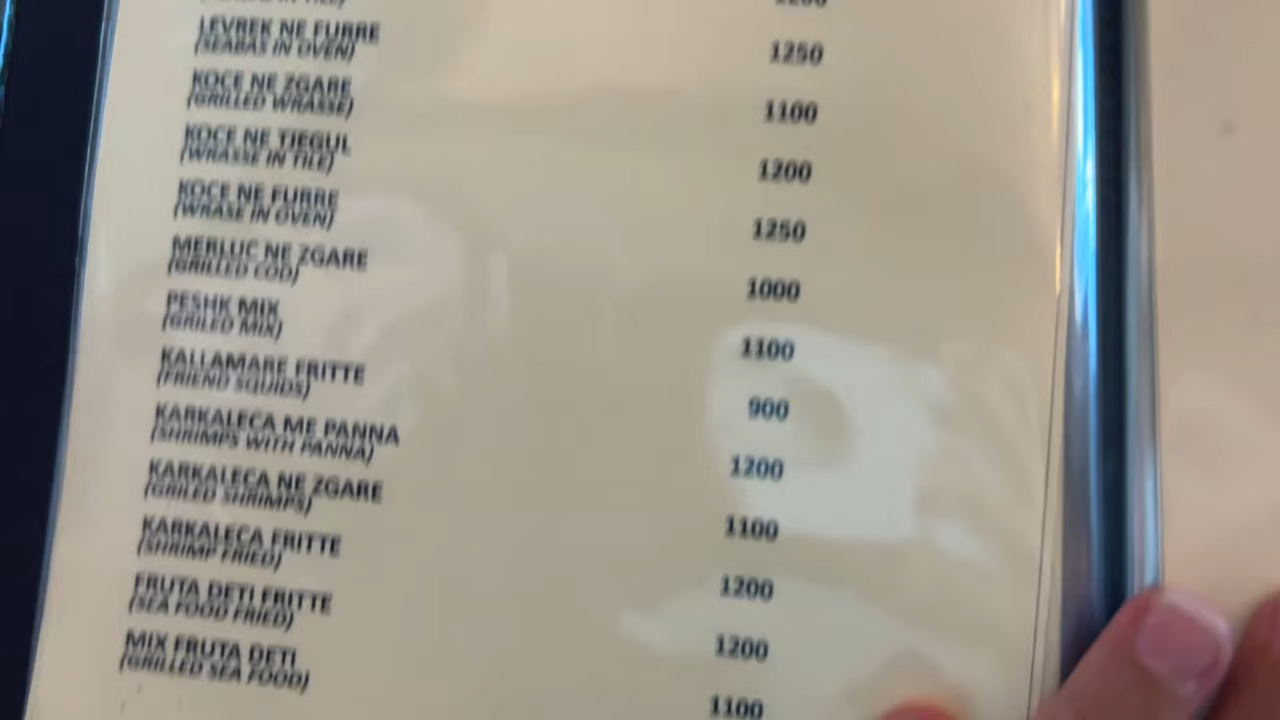 LEVREK NE FURRE
(SEABAS IN OVEN)
1250
KOCE NE ZGARE
(GRILLED WRASSE)
1100
KOCE NE TIEGUL
(WRASSE IN TILE)
1200
KOCE NE FURRE
(WRASE IN OVEN)
1250
MERLUC NE ZGARE
(GRILLED COD)
1000
PESHK MIX
(GRILED MIX)
1100
KALLAMARE FRITTE
(FRIEND SQUIDS)
900
KARKALECA ME PANNA
(SHRIMPS WITH PANNA)
1200
KARKALECA NE ZGARE
(GRILED SHRIMPS)
1100
KARKALECA FRITTE
(SHRIMP FRIED)
1200
FRUTA DETI FRITTE
(SEA FOOD FRIED)
1200
MIX FRUTA DETI
(GRILLED SEA FOOD)
1100